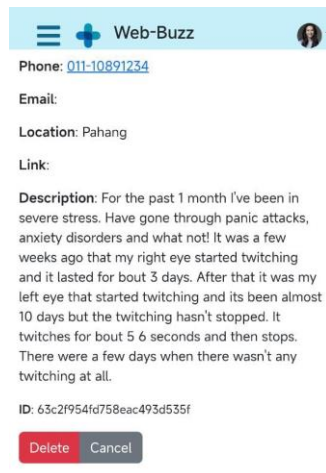 Web-Buzz
Phone: 011-10891234
Email:
Location: Pahang
Link:
Description: For the past 1 month I've been in
severe stress. Have gone through panic attacks,
anxiety disorders and what not! It was a few
weeks ago that my right eye started twitching
and it lasted for bout 3 days. After that it was my
left eye that started twitching and its been almost
10 days but the twitching hasn't stopped. It
twitches for bout 5 6 seconds and then stops.
There were a few days when there wasn't any
twitching at all.
ID: 63c2f954fd758eac493d535f
Delete Cancel